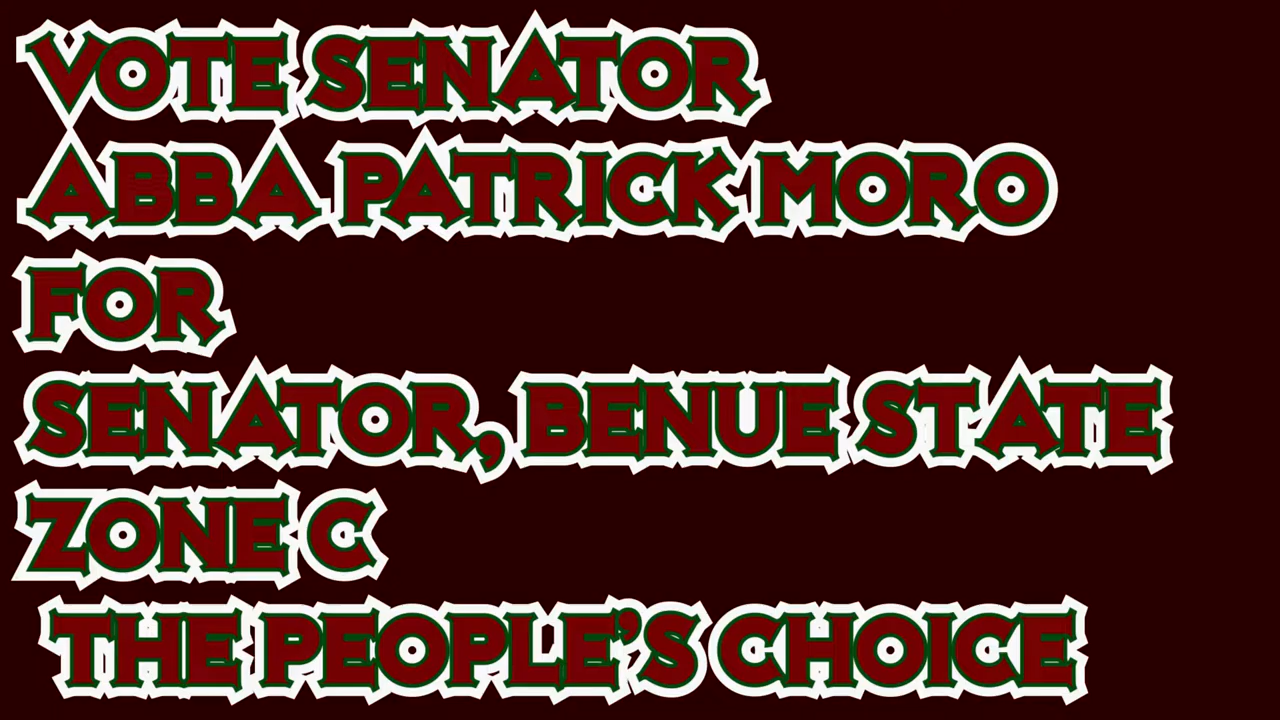 VOTE SENATOR
ABBA PATRICK MORO
FOR
SENATOR, BENUE STATE
ZONE C
THE PEOPLE'S CHOICE